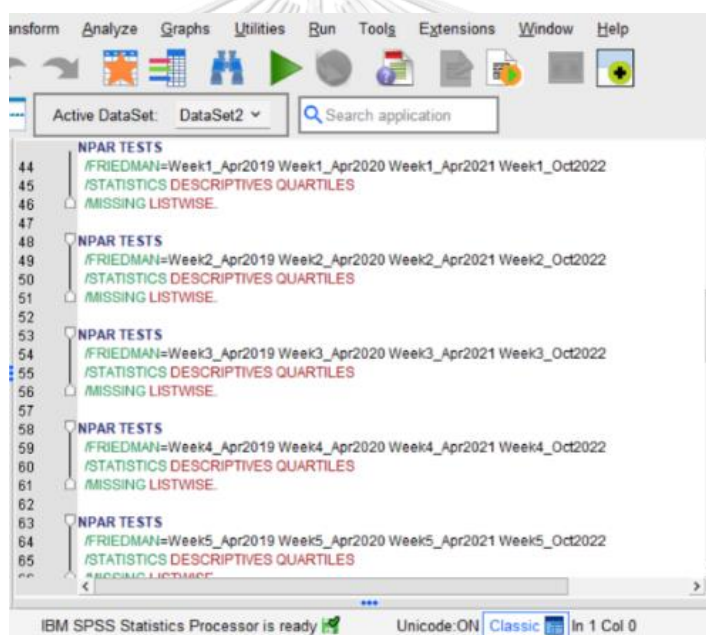 ansform Analyze Graphs Utilities Run Tools Extensions Window Help
Active DataSet: DataSet2 Search application
NPAR TESTS
44 /FRIEDMAN=Week1_Apr2019 Week1_Apr2020 Week1_Apr2021 Week1_Oct2022
45 /STATISTICS DESCRIPTIVES QUARTILES
46 /MISSING LISTWISE.
47
48 NPAR TESTS
49 /FRIEDMAN=Week2_Apr2019 Week2_Apr2020 Week2_Apr2021 Week2_Oct2022
50 /STATISTICS DESCRIPTIVES QUARTILES
51 /MISSING LISTWISE.
52
53 NPAR TESTS
54 /FRIEDMAN=Week3_Apr2019 Week3_Apr2020 Week3_Apr2021 Week3_Oct2022
55 /STATISTICS DESCRIPTIVES QUARTILES
56 /MISSING LISTWISE.
57
58 NPAR TESTS
59 /FRIEDMAN=Week4_Apr2019 Week4_Apr2020 Week4_Apr2021 Week4_Oct2022
60 /STATISTICS DESCRIPTIVES QUARTILES
61 /MISSING LISTWISE.
62
63 NPAR TESTS
64 /FRIEDMAN=Week5_Apr2019 Week5_Apr2020 Week5_Apr2021 Week5_Oct2022
65 /STATISTICS DESCRIPTIVES QUARTILES
66 /MISSING LISTWISE.
IBM SPSS Statistics Processor is ready Unicode:ON Classic In 1 Col 0